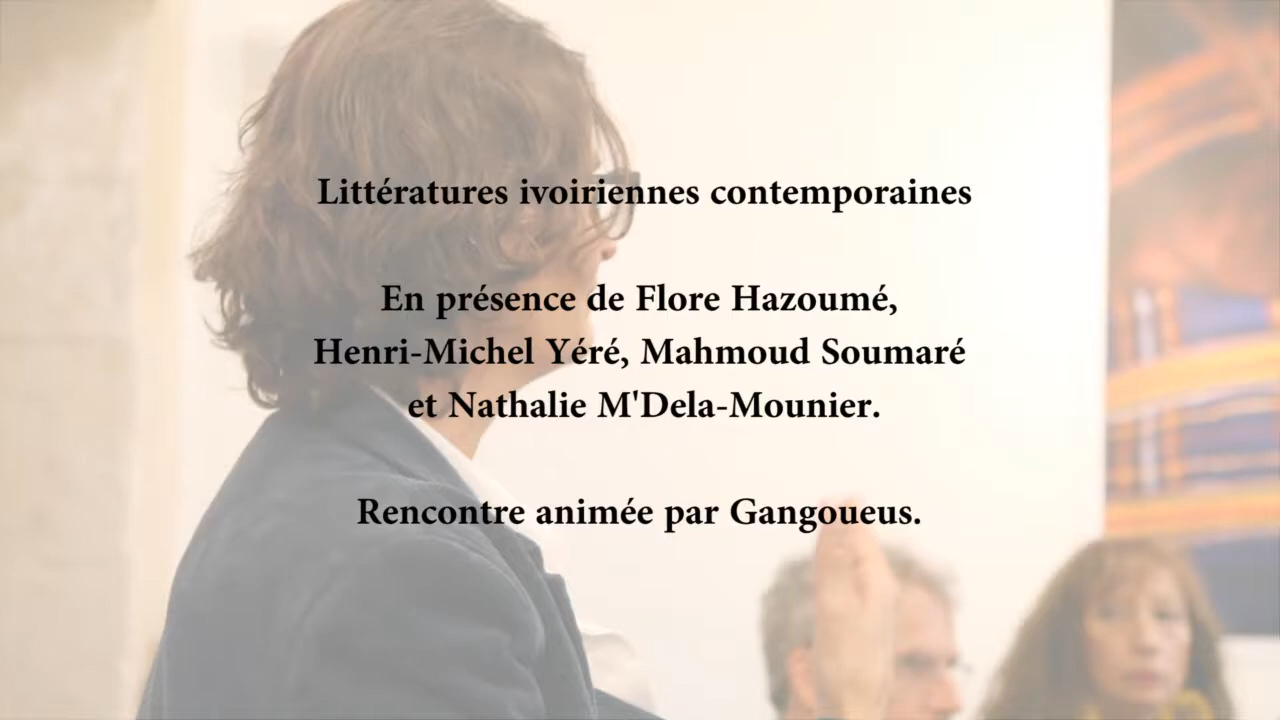 Littératures ivoiriennes contemporaines
En présence de Flore Hazoumé,
Henri-Michel Yéré, Mahmoud Soumaré
et Nathalie M'Dela-Mounier.
Rencontre animée par Gangoueus.